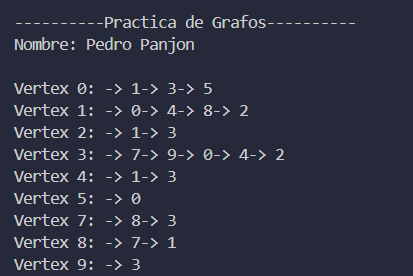 ----------Practica de Grafos----------
Nombre: Pedro Panjon
Vertex 0: -> 1-> 3-> 5
Vertex 1: -> 0-> 4-> 8-> 2
Vertex 2: -> 1-> 3
Vertex 3: -> 7-> 9-> 0-> 4-> 2
Vertex 4: -> 1-> 3
Vertex 5: -> 0
Vertex 7: -> 8-> 3
Vertex 8: -> 7-> 1
Vertex 9: -> 3